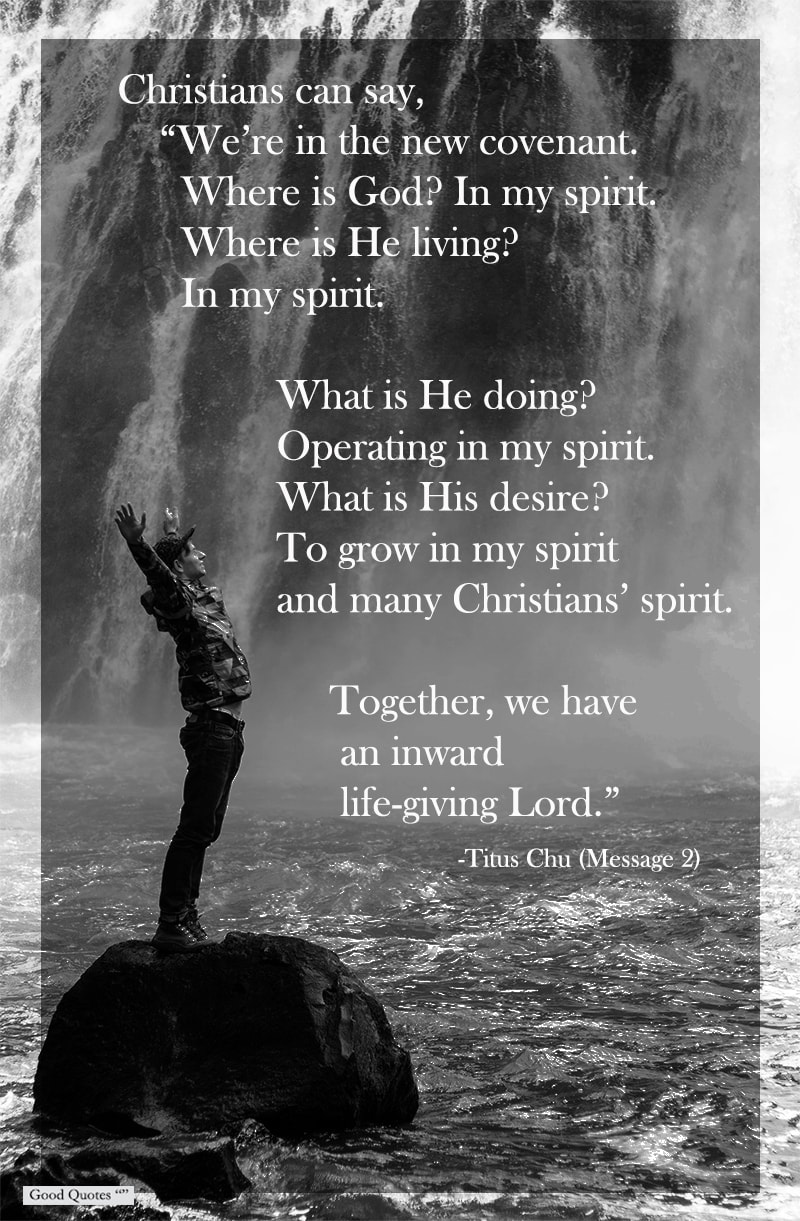 Christians can say,
“We’re in the new covenant.
Where is God? In my spirit.
Where is He living?
In my spirit.
What is He doing?
Operating in my spirit.
What is His desire?
To grow in my spirit
and many Christians’ spirit.
Together, we have
an inward
life-giving Lord.”
-Titus Chu (Message 2)
Good Quotes “”